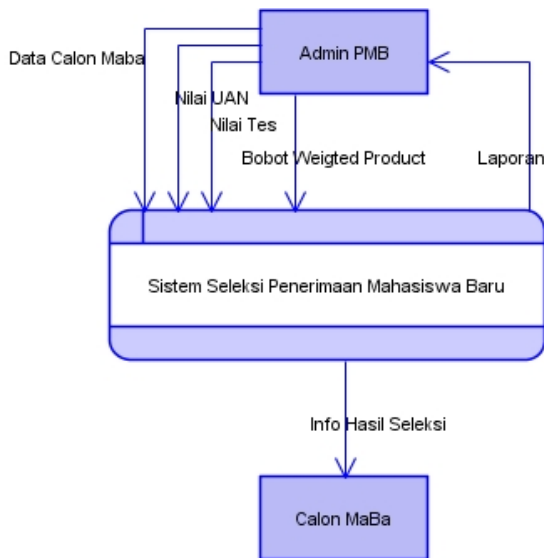 Admin PMB
Data Calon Maba
Nilai UAN
Nilai Tes
Bobot Weigted Product
Laporan
Sistem Seleksi Penerimaan Mahasiswa Baru
Info Hasil Seleksi
Calon MaBa